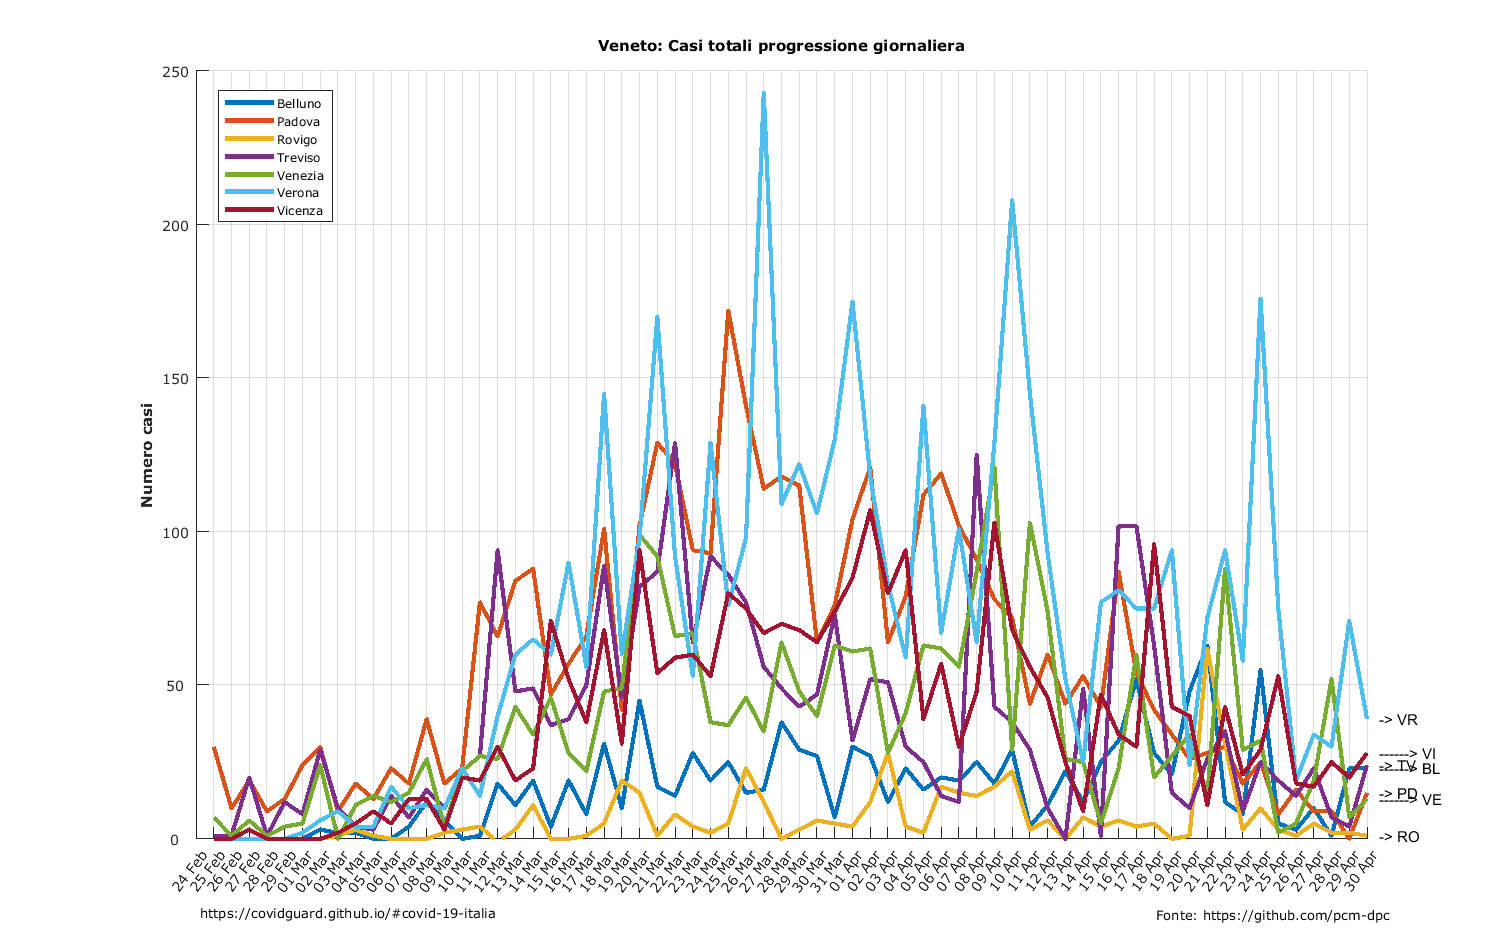 Veneto: Casi totali progressione giornaliera
250
200
150
100
50
0
Numero casi
Belluno
Padova
Rovigo
Treviso
Venezia
Verona
Vicenza
-> VR
------> VI
-> TV
------> BL
-> PD
------> VE
-> RO
24 Feb
25 Feb
26 Feb
27 Feb
28 Feb
29 Feb
01 Mar
03 Mar
04 Mar
05 Mar
06 Mar
07 Mar
08 Mar
09 Mar
10 Mar
11 Mar
12 Mar
13 Mar
14 Mar
15 Mar
16 Mar
17 Mar
18 Mar
19 Mar
20 Mar
21 Mar
22 Mar
23 Mar
24 Mar
25 Mar
26 Mar
27 Mar
28 Mar
29 Mar
30 Mar
31 Mar
01 Apr
02 Apr
03 Apr
04 Apr
05 Apr
06 Apr
07 Apr
08 Apr
09 Apr
10 Apr
11 Apr
12 Apr
13 Apr
14 Apr
15 Apr
16 Apr
17 Apr
18 Apr
19 Apr
20 Apr
21 Apr
22 Apr
23 Apr
24 Apr
25 Apr
26 Apr
27 Apr
28 Apr
29 Apr
30 Apr
https://covidguard.github.io/#covid-19-italia
Fonte: https://github.com/pcm-dpc